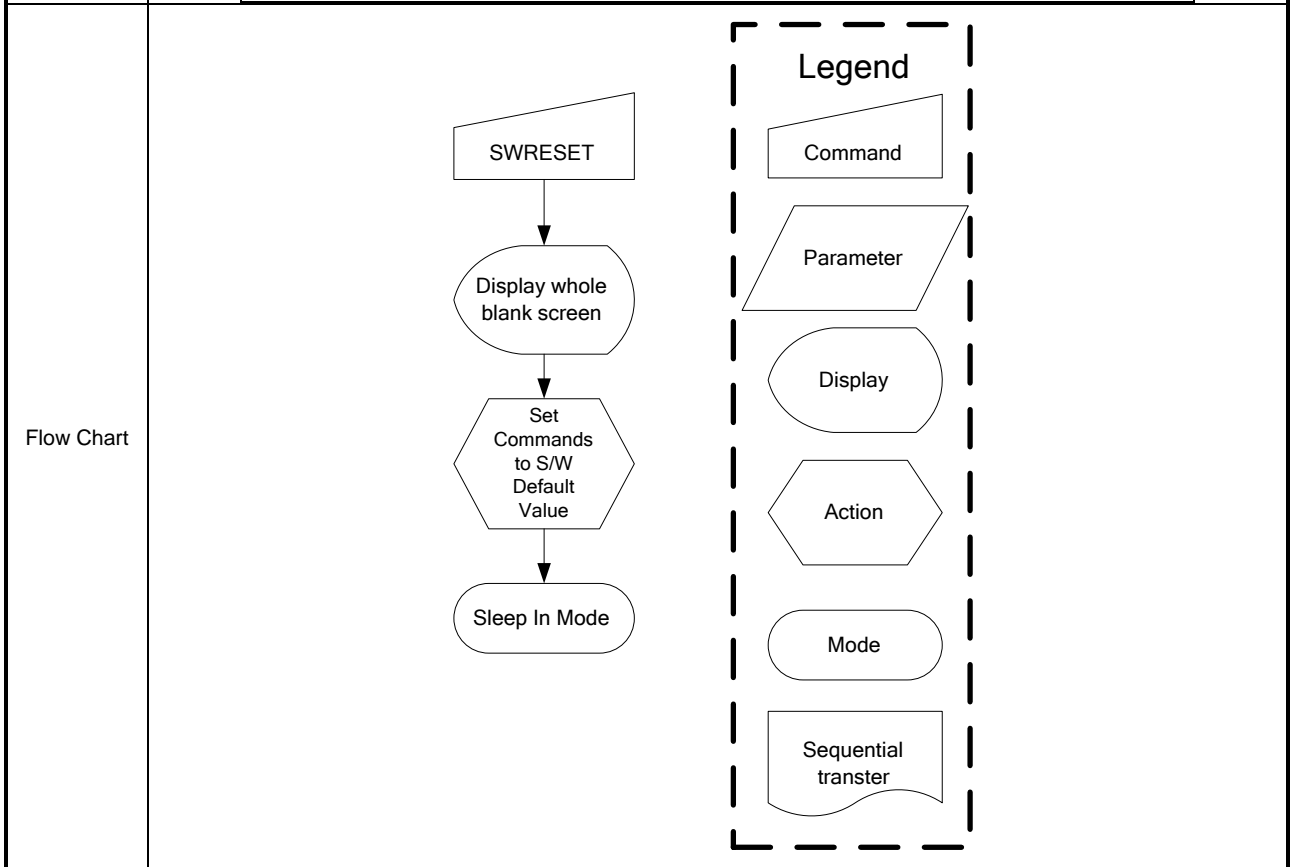 Flow Chart
SWRESET
Display whole
blank screen
Set
Commands
to S/W
Default
Value
Sleep In Mode
Legend
Command
Parameter
Display
Action
Mode
Sequential
transter